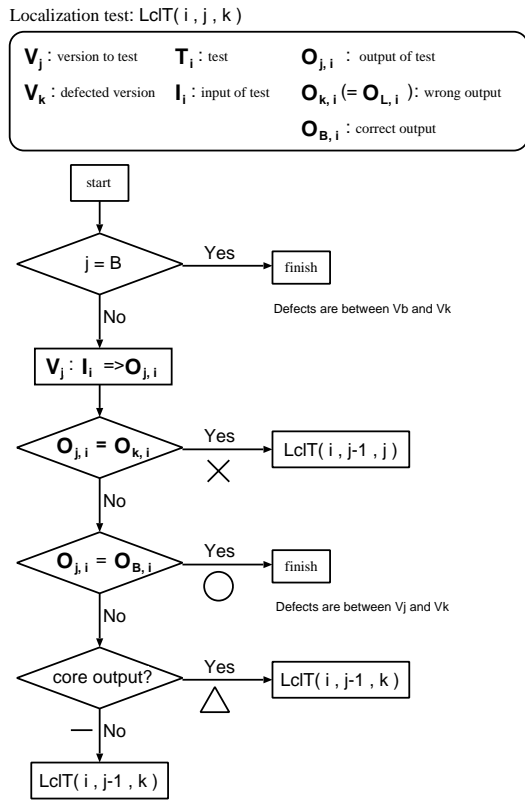 Localization test: LclT( i , j , k )
Vj : version to test Ti : test Oj, i : output of test
Vk : defected version Ii : input of test Ok, i (= OL, i ): wrong output
OB, i : correct output
start
j = B
Yes
finish
Defects are between Vb and Vk
No
Vj : Ii =>Oj, i
Oj, i = Ok, i
Yes
LclT( i , j-1 , j )
No
Oj, i = OB, i
Yes
finish
Defects are between Vj and Vk
No
core output?
Yes
LclT( i , j-1 , k )
No
LclT( i , j-1 , k )